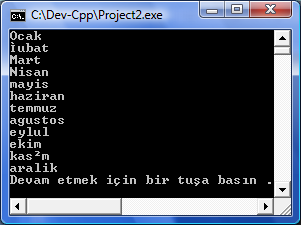 C:\Dev-Cpp\Project2.exe
Ocak
Ìubat
Mart
Nisan
mayis
haziran
temmuz
agustos
eylul
ekim
kas²m
aralik
Devam etmek için bir tuşa basın .